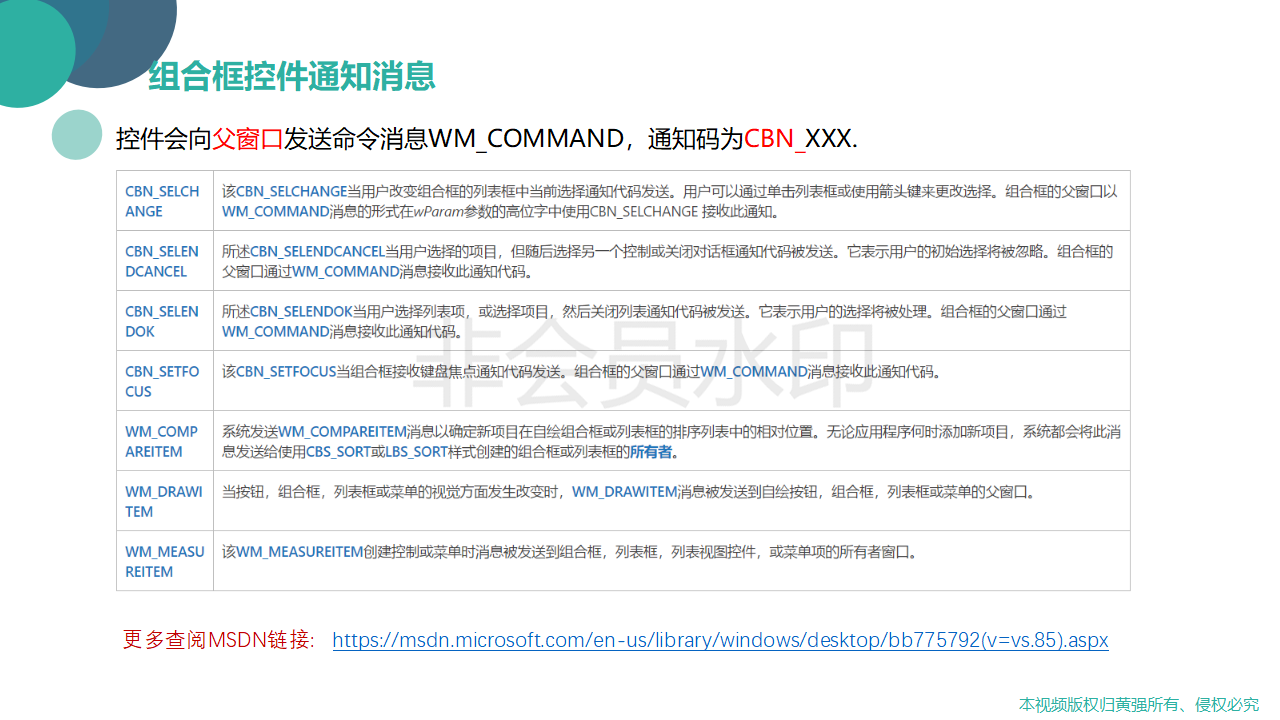 组合框控件通知消息
控件会向父窗口发送命令消息WM_COMMAND，通知码为CBN_XXX.
CBN_SELCH
ANGE
该CBN_SELCHANGE当用户改变组合框的列表框中当前选择通知代码发送。用户可以通过单击列表框或使用箭头键来更改选择。组合框的父窗口以
WM_COMMAND消息的形式在wParam参数的高位字中使用CBN_SELCHANGE 接收此通知。
CBN_SELEN
DCANCEL
所述CBN_SELENDCANCEL当用户选择的项目，但随后选择另一个控制或关闭对话框通知代码被发送。它表示用户的初始选择将被忽略。组合框的
父窗口通过WM_COMMAND消息接收此通知代码。
CBN_SELEN
DOK
所述CBN_SELENDOK当用户选择列表项，或选择项目，然后关闭列表通知代码被发送。它表示用户的选择将被处理。组合框的父窗口通过
WM_COMMAND消息接收此通知代码。
CBN_SETFO
CUS
该CBN_SETFOCUS当组合框接收键盘焦点通知代码发送。组合框的父窗口通过WM_COMMAND消息接收此通知代码。
WM_COMP
AREITEM
系统发送WM_COMPAREITEM消息以确定新项目在自绘组合框或列表框的排序列表中的相对位置。无论应用程序何时添加新项目，系统都会将此消
息发送给使用CBS_SORT或LBS_SORT样式创建的组合框或列表框的所有者。
WM_DRAWI
TEM
当按钮，组合框，列表框或菜单的视觉方面发生改变时，WM_DRAWITEM消息被发送到自绘按钮，组合框，列表框或菜单的父窗口。
WM_MEASU
REITEM
该WM_MEASUREITEM创建控制或菜单时消息被发送到组合框，列表框，列表视图控件，或菜单项的所有者窗口。
非会员水印
更多查阅MSDN链接: https://msdn.microsoft.com/en-us/library/windows/desktop/bb775792(v=vs.85).aspx
本视频版权归黄强所有、侵权必究